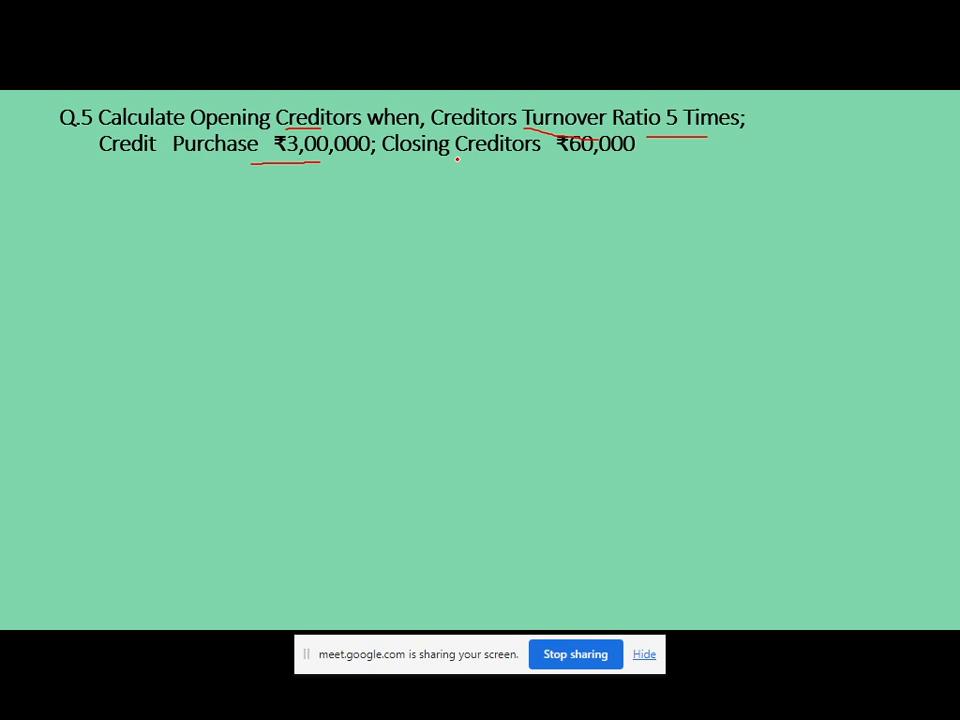 Q.5 Calculate Opening Creditors when, Creditors Turnover Ratio 5 Times;
Credit Purchase ₹3,00,000; Closing Creditors ₹60,000
meet.google.com is sharing your screen. Stop sharing Hide